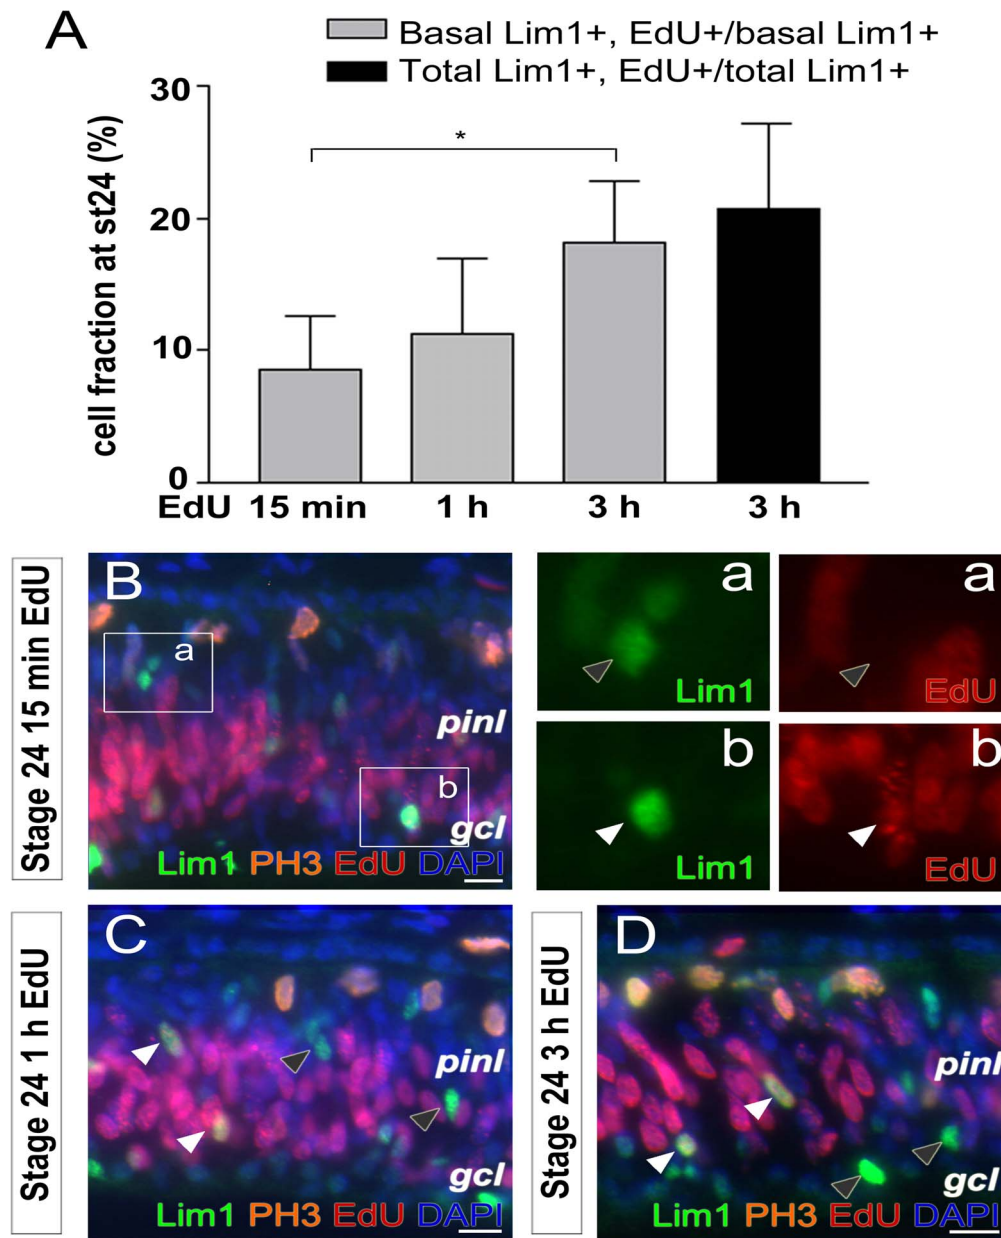 A
Basal Lim1+, EdU+/basal Lim1+
Total Lim1+, EdU+/total Lim1+
cell fraction at st24 (%)
30
20
10
0
*
EdU 15 min 1 h 3 h 3 h
Stage 24 15 min EdU
B
a
pinl
b
gcl
Lim1 PH3 EdU DAPI
a
Lim1
a
EdU
b
Lim1
b
EdU
Stage 24 1 h EdU
C
pinl
gcl
Lim1 PH3 EdU DAPI
Stage 24 3 h EdU
D
pinl
gcl
Lim1 PH3 EdU DAPI